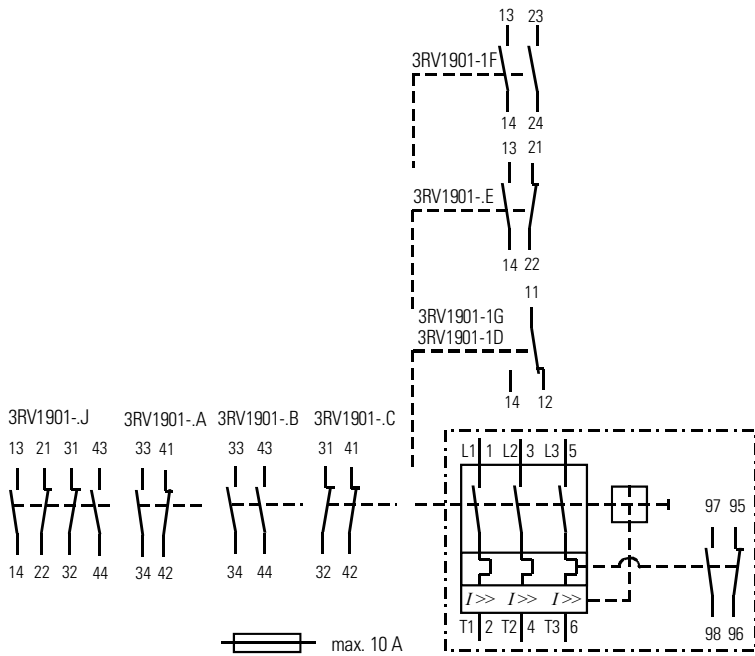 13 23
3RV1901-1F
14 24
13 21
3RV1901-.E
14 22
11
3RV1901-1G
3RV1901-1D
14 12
3RV1901-.J 3RV1901-.A 3RV1901-.B 3RV1901-.C
13 21 31 43 33 41 33 43 31 41
14 22 32 44 34 42 34 44 32 42
L1 1 L2 3 L3 5
97 95
I>> I>> I>>
T1 2 T2 4 T3 6
98 96
max. 10 A